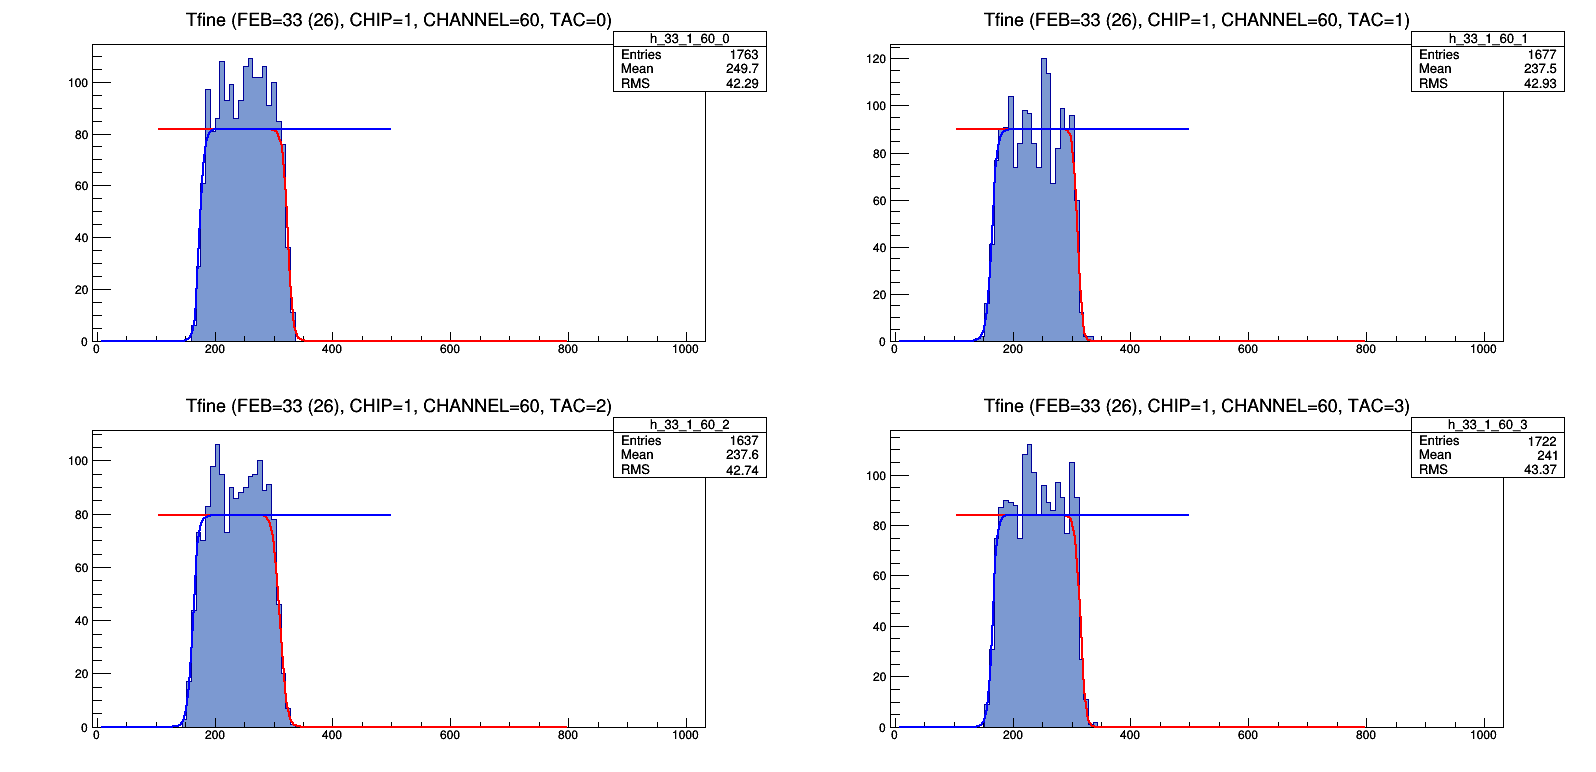 Tfine (FEB=33 (26), CHIP=1, CHANNEL=60, TAC=0)
h_33_1_60_0
Entries 1763
Mean 249.7
RMS 42.29
100
80
60
40
20
0
0 200 400 600 800 1000
Tfine (FEB=33 (26), CHIP=1, CHANNEL=60, TAC=1)
h_33_1_60_1
Entries 1677
Mean 237.5
RMS 42.93
120
100
80
60
40
20
0
0 200 400 600 800 1000
Tfine (FEB=33 (26), CHIP=1, CHANNEL=60, TAC=2)
h_33_1_60_2
Entries 1637
Mean 237.6
RMS 42.74
100
80
60
40
20
0
0 200 400 600 800 1000
Tfine (FEB=33 (26), CHIP=1, CHANNEL=60, TAC=3)
h_33_1_60_3
Entries 1722
Mean 241
RMS 43.37
100
80
60
40
20
0
0 200 400 600 800 1000